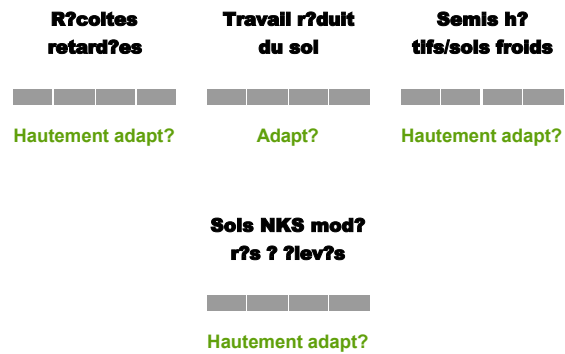 R?coltes
retard?es
Travail r?duit
du sol
Semis h?
tifs/sols froids
Hautement adapt?
Adapt?
Hautement adapt?
Sols NKS mod?
r?s ? ?lev?s
Hautement adapt?